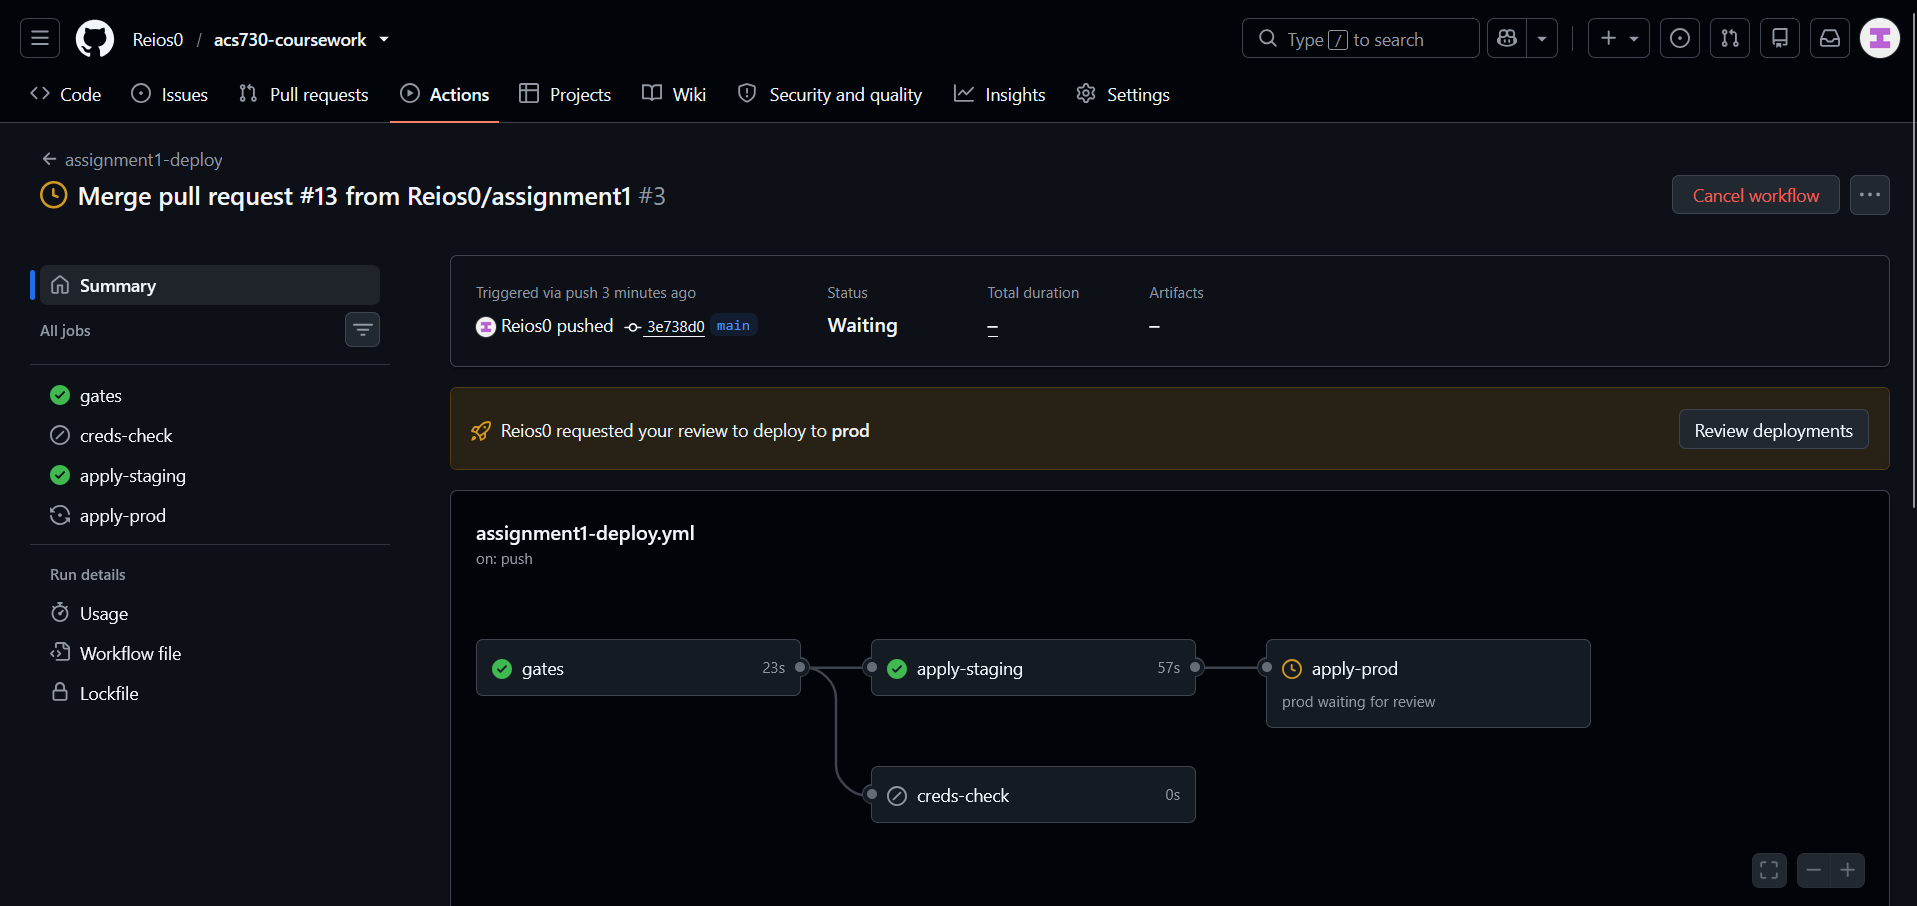 Reios0 / acs730-coursework
Type / to search
Code
Issues
Pull requests
Actions
Projects
Wiki
Security and quality
Insights
Settings
assignment1-deploy
Merge pull request #13 from Reios0/assignment1 #3
Cancel workflow
Summary
All jobs
gates
creds-check
apply-staging
apply-prod
Run details
Usage
Workflow file
Lockfile
Triggered via push 3 minutes ago
Reios0 pushed 3e738d0 main
Status
Waiting
Total duration
–
Artifacts
–
Reios0 requested your review to deploy to prod
Review deployments
assignment1-deploy.yml
on: push
gates 23s
apply-staging 57s
apply-prod
prod waiting for review
creds-check 0s